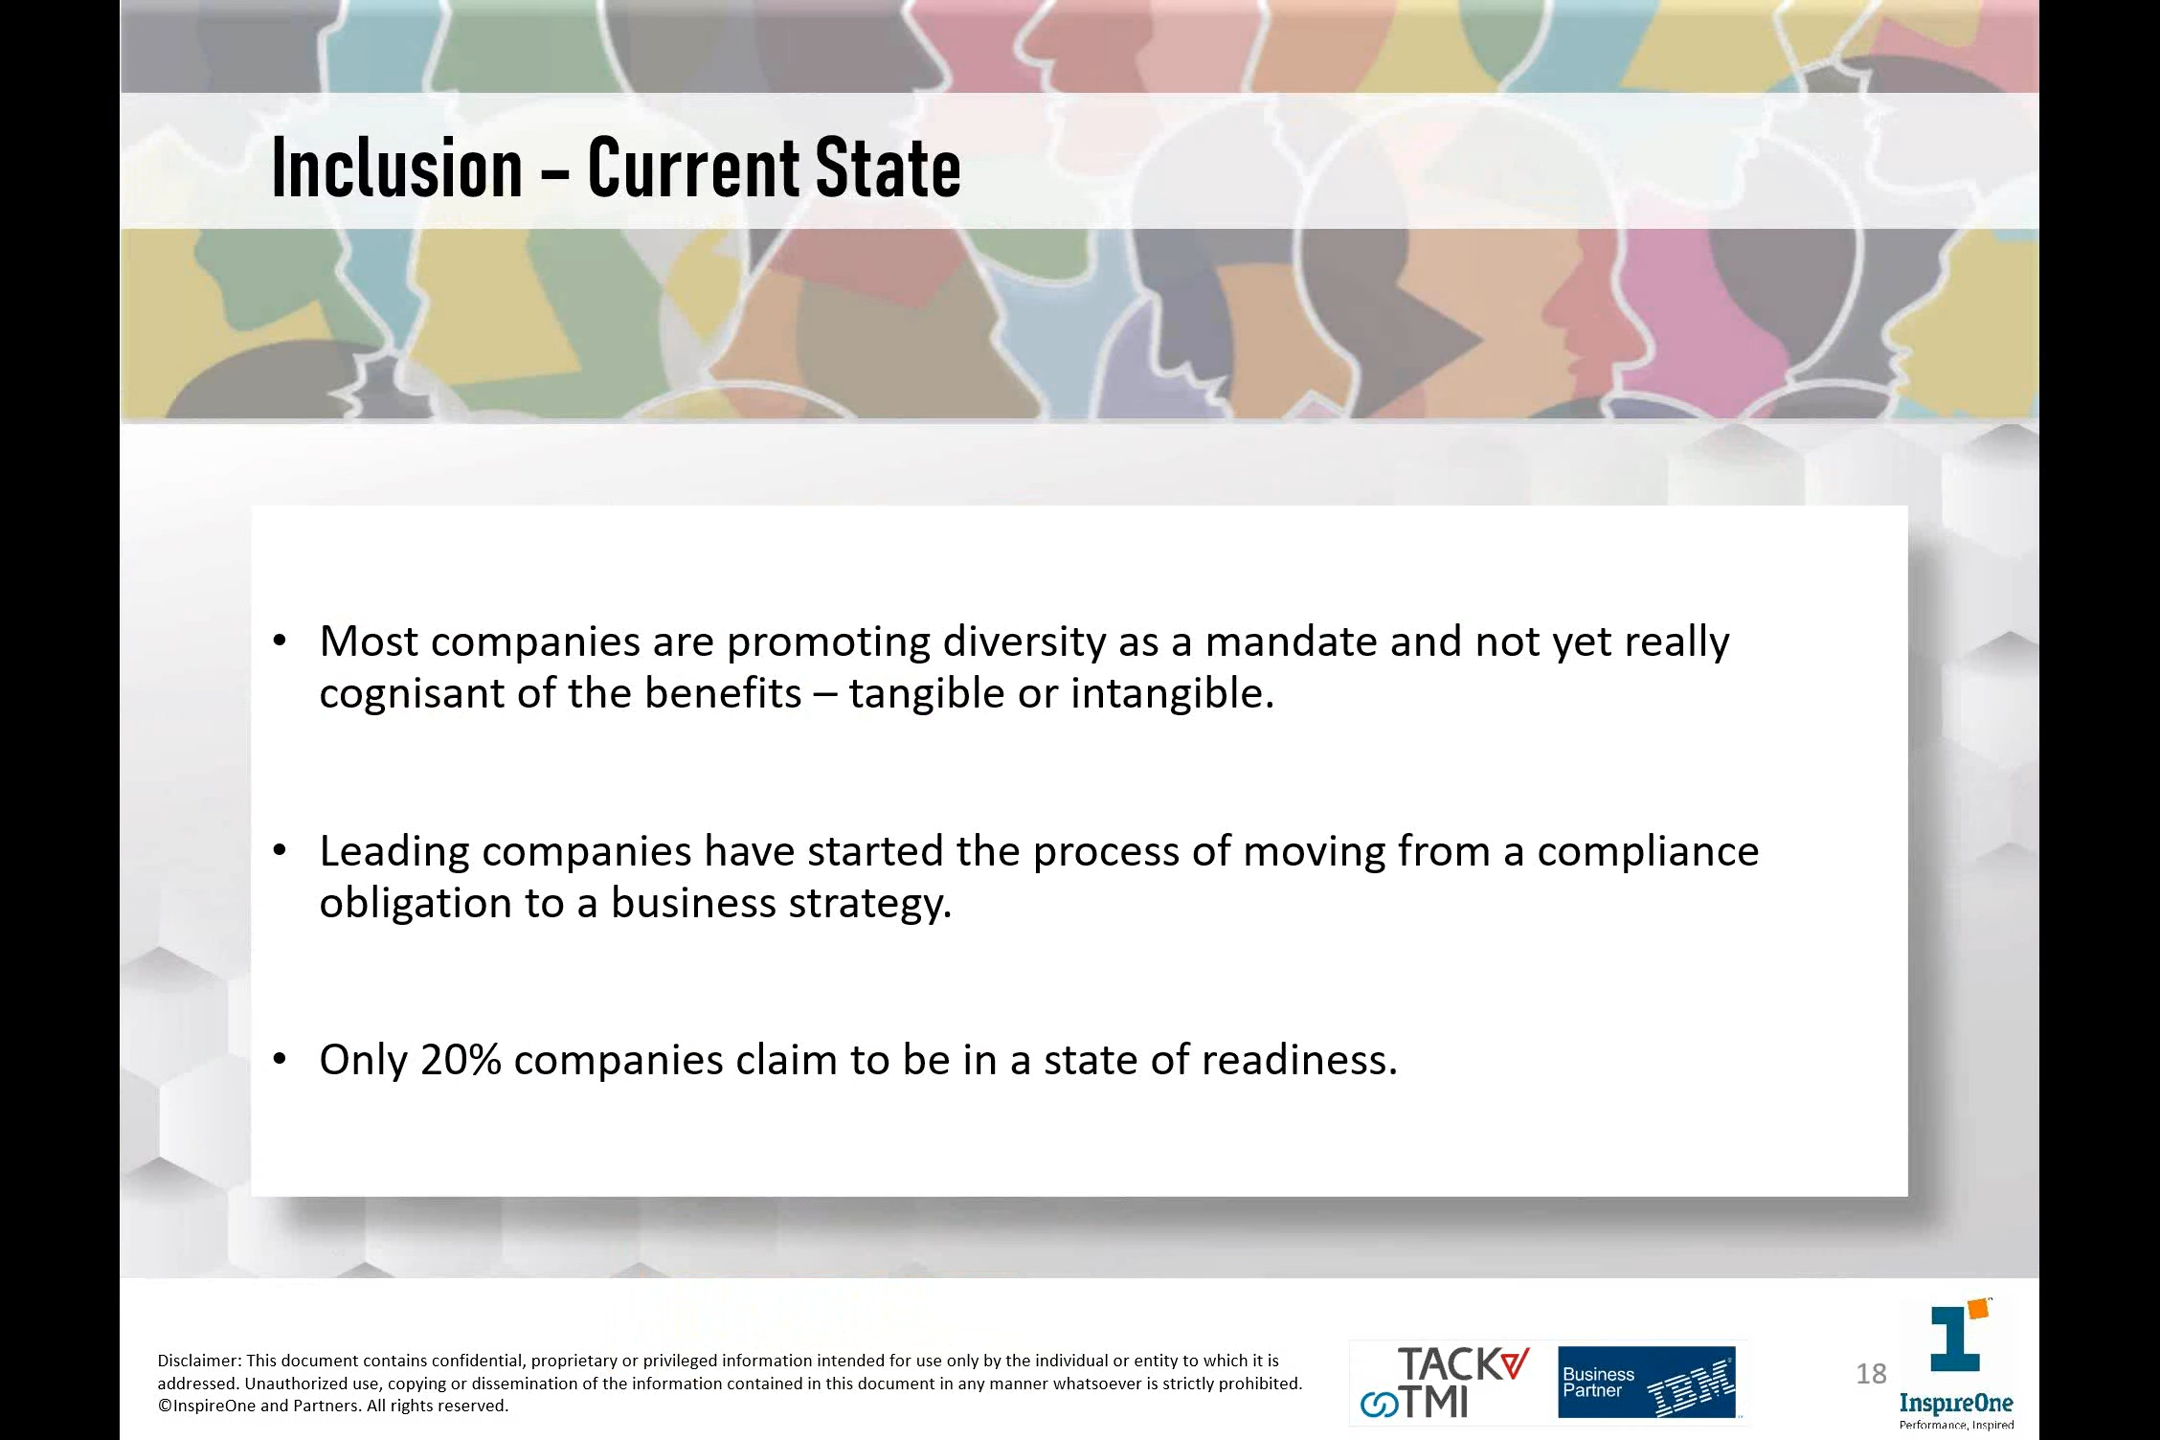 Inclusion – Current State
• Most companies are promoting diversity as a mandate and not yet really
cognisant of the benefits – tangible or intangible.
• Leading companies have started the process of moving from a compliance
obligation to a business strategy.
• Only 20% companies claim to be in a state of readiness.
Disclaimer: This document contains confidential, proprietary or privileged information intended for use only by the individual or entity to which it is
addressed. Unauthorized use, copying or dissemination of the information contained in this document in any manner whatsoever is strictly prohibited.
©InspireOne and Partners. All rights reserved.
TACK
TMI
Business
Partner
IBM
18
InspireOne
Performance, Inspired